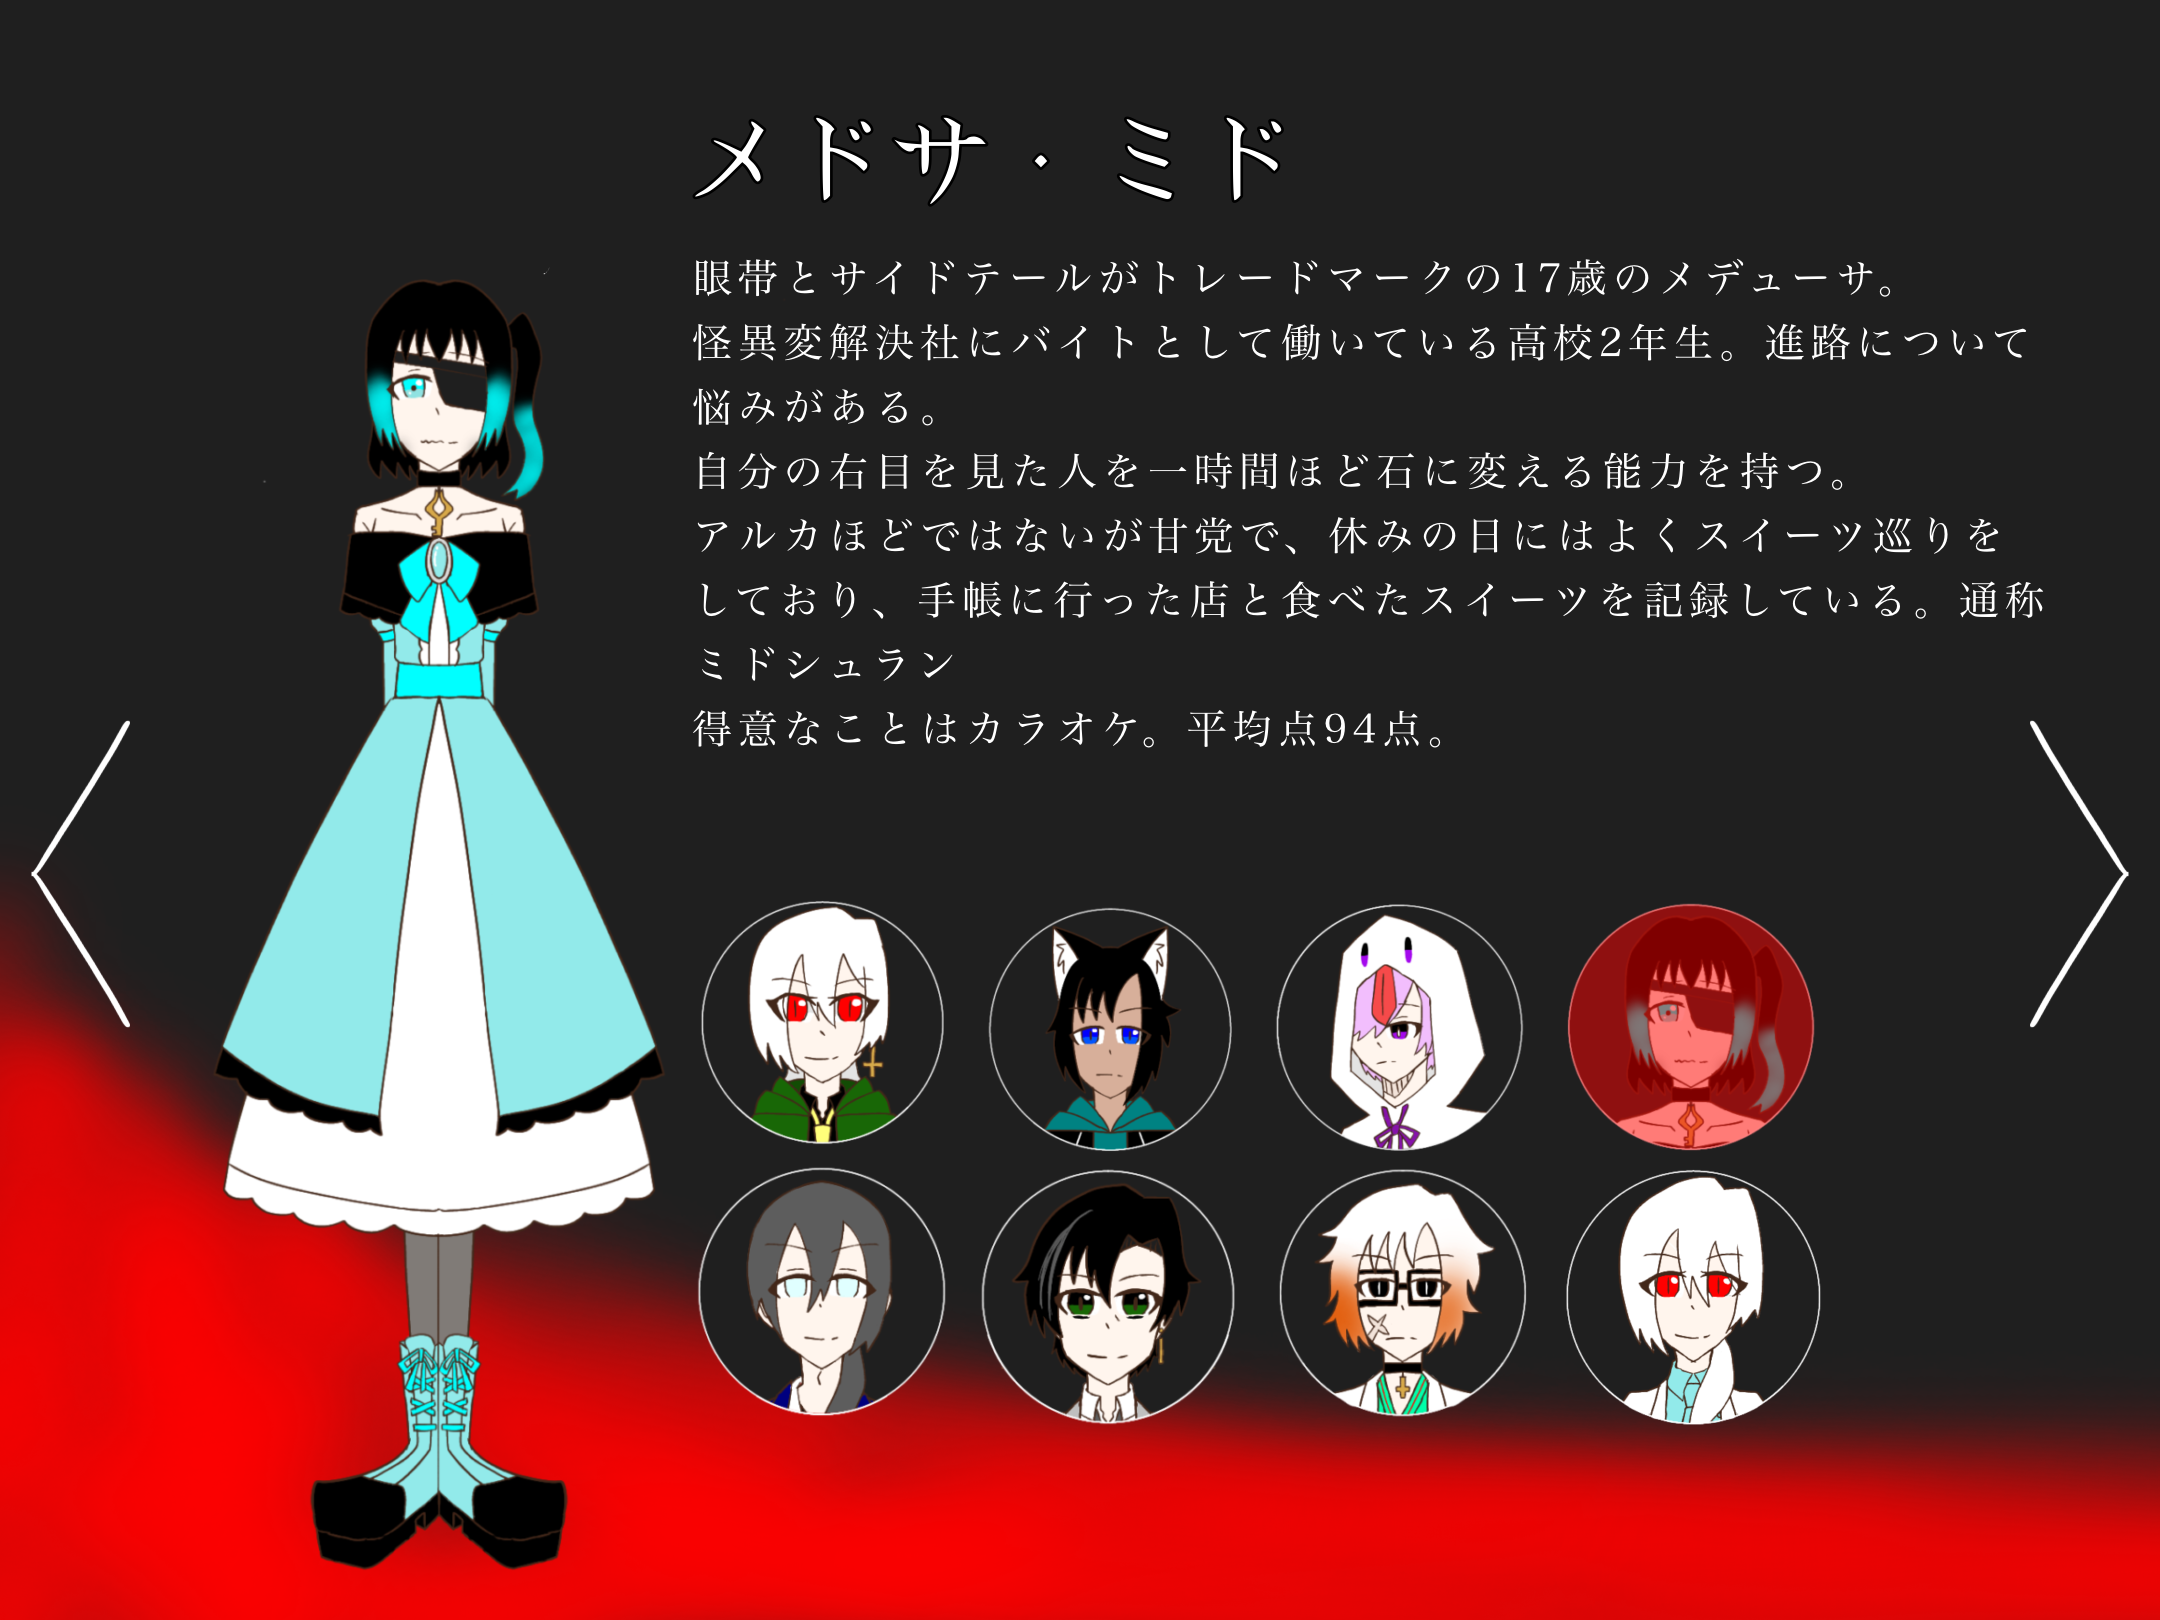 メドサ・ミド
眼帯とサイドテールがトレードマークの17歳のメデューサ。
怪異変解決社にバイトとして働いている高校2年生。進路について
悩みがある。
自分の右目を見た人を一時間ほど石に変える能力を持つ。
アルカほどではないが甘党で、休みの日にはよくスイーツ巡りを
しており、手帳に行った店と食べたスイーツを記録している。通称
ミドシュラン
得意なことはカラオケ。平均点94点。